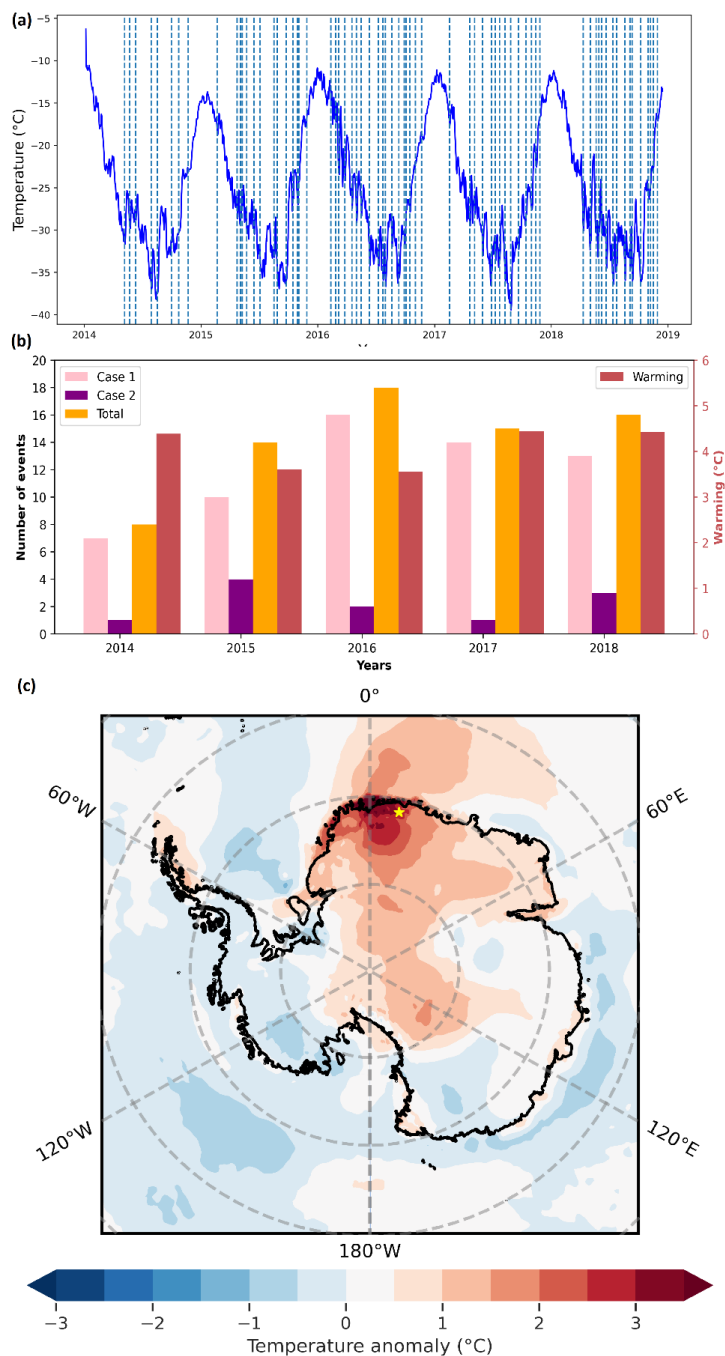 (a)
−5
−10
−15
−20
−25
−30
−35
−40
Temperature (°C)
2014 2015 2016 2017 2018 2019
(b)
20
18
16
14
12
10
8
6
4
2
0
Number of events
Case 1
Case 2
Total
Warming
6
5
4
3
2
1
0
Warming (°C)
2014 2015 2016 2017 2018
Years
(c)
0°
60°W 60°E
120°W 120°E
180°W
−3 −2 −1 0 1 2 3
Temperature anomaly (°C)